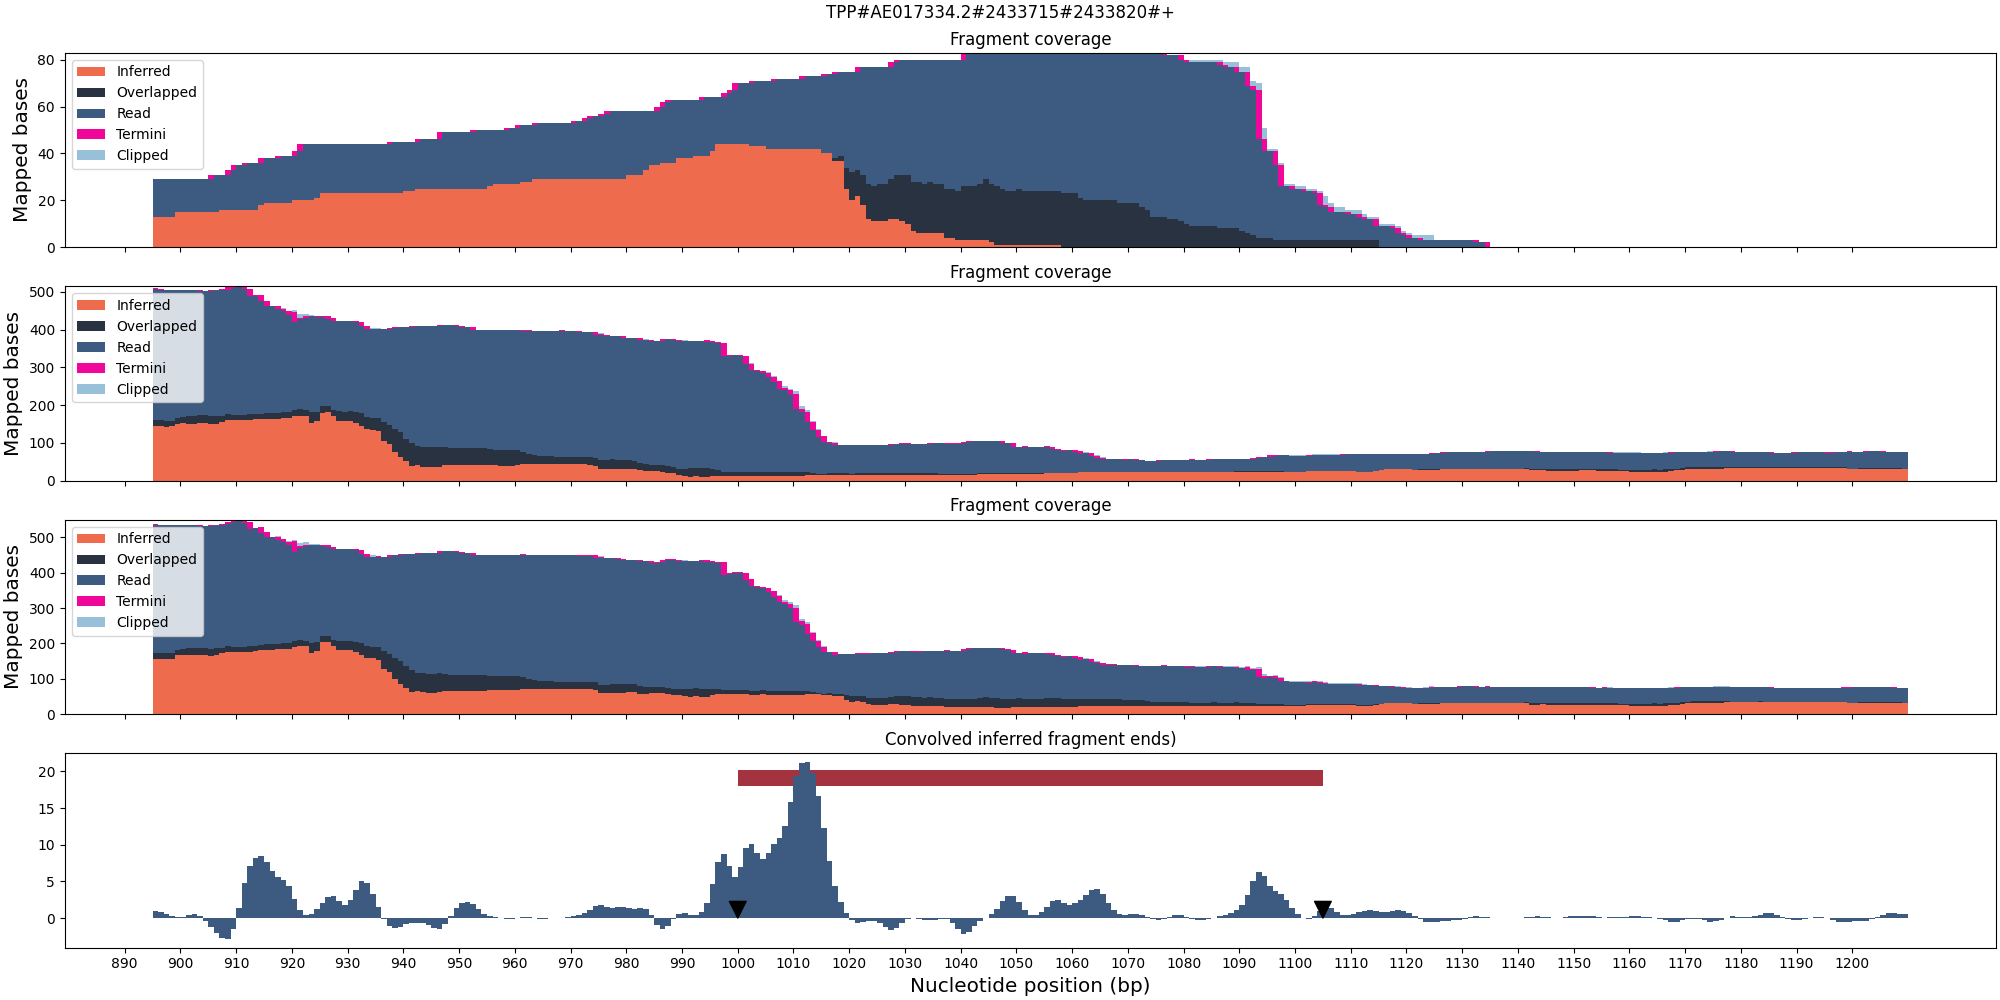 TPP#AE017334.2#2433715#2433820#+
Fragment coverage
Mapped bases
80
60
40
20
0
Inferred
Overlapped
Read
Termini
Clipped
Fragment coverage
Mapped bases
500
400
300
200
100
0
Inferred
Overlapped
Read
Termini
Clipped
Fragment coverage
Mapped bases
500
400
300
200
100
0
Inferred
Overlapped
Read
Termini
Clipped
Convolved inferred fragment ends)
20
15
10
5
0
890 900 910 920 930 940 950 960 970 980 990 1000 1010 1020 1030 1040 1050 1060 1070 1080 1090 1100 1110 1120 1130 1140 1150 1160 1170 1180 1190 1200
Nucleotide position (bp)